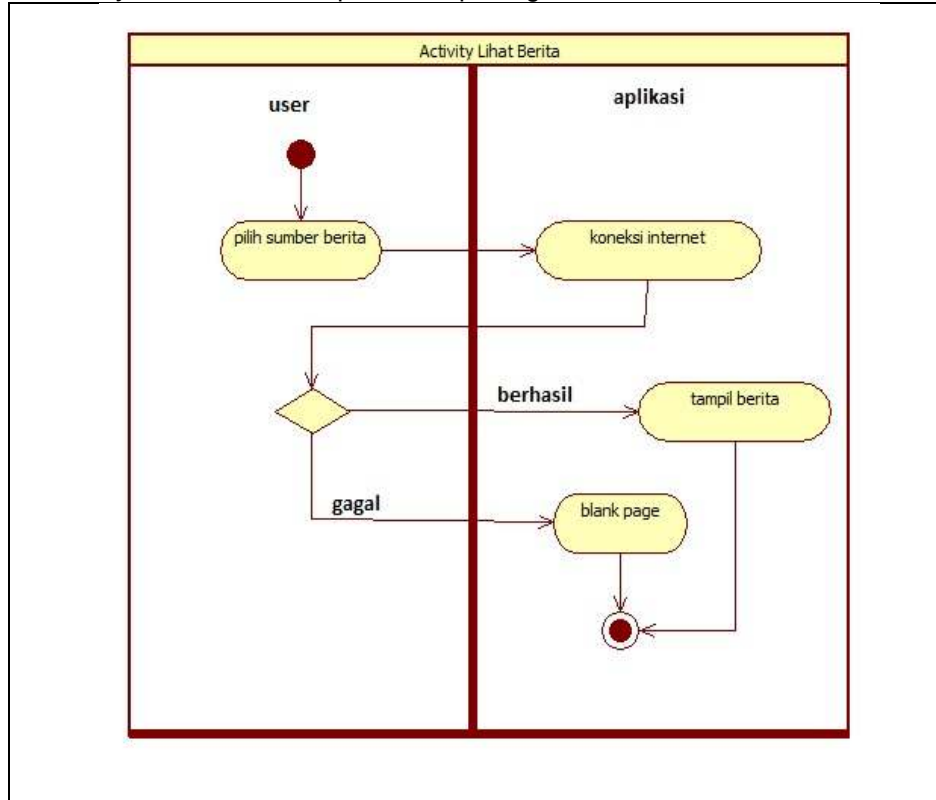 Activity Lihat Berita
user
aplikasi
pilih sumber berita
koneksi internet
berhasil
tampil berita
gagal
blank page